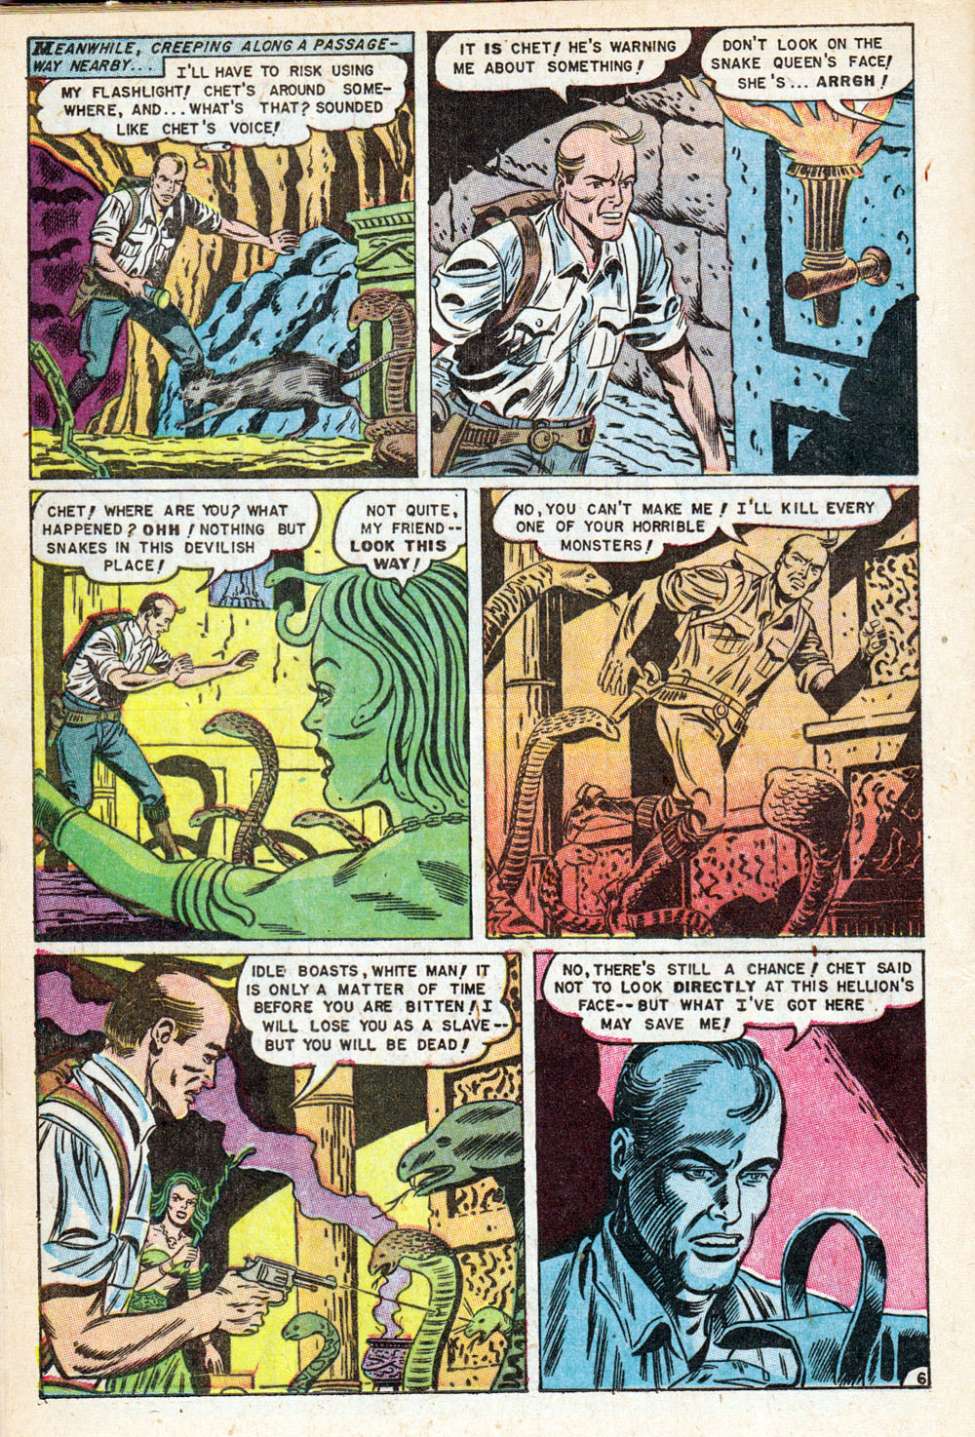 MEANWHILE, CREEPING ALONG A PASSAGE-
WAY NEARBY...
I'LL HAVE TO RISK USING
MY FLASHLIGHT! CHET'S AROUND SOME-
WHERE, AND...WHAT'S THAT? SOUNDED
LIKE CHET'S VOICE!
IT IS CHET! HE'S WARNING
ME ABOUT SOMETHING!
DON'T LOOK ON THE
SNAKE QUEEN'S FACE!
SHE'S... ARRGH!
CHET! WHERE ARE YOU? WHAT
HAPPENED? OHH! NOTHING BUT
SNAKES IN THIS DEVILISH
PLACE!
NOT QUITE,
MY FRIEND--
LOOK THIS
WAY!
NO, YOU CAN'T MAKE ME! I'LL KILL EVERY
ONE OF YOUR HORRIBLE
MONSTERS!
IDLE BOASTS, WHITE MAN! IT
IS ONLY A MATTER OF TIME
BEFORE YOU ARE BITTEN! I
WILL LOSE YOU AS A SLAVE--
BUT YOU WILL BE DEAD!
NO, THERE'S STILL A CHANCE! CHET SAID
NOT TO LOOK DIRECTLY AT THIS HELLION'S
FACE--BUT WHAT I'VE GOT HERE
MAY SAVE ME!
6